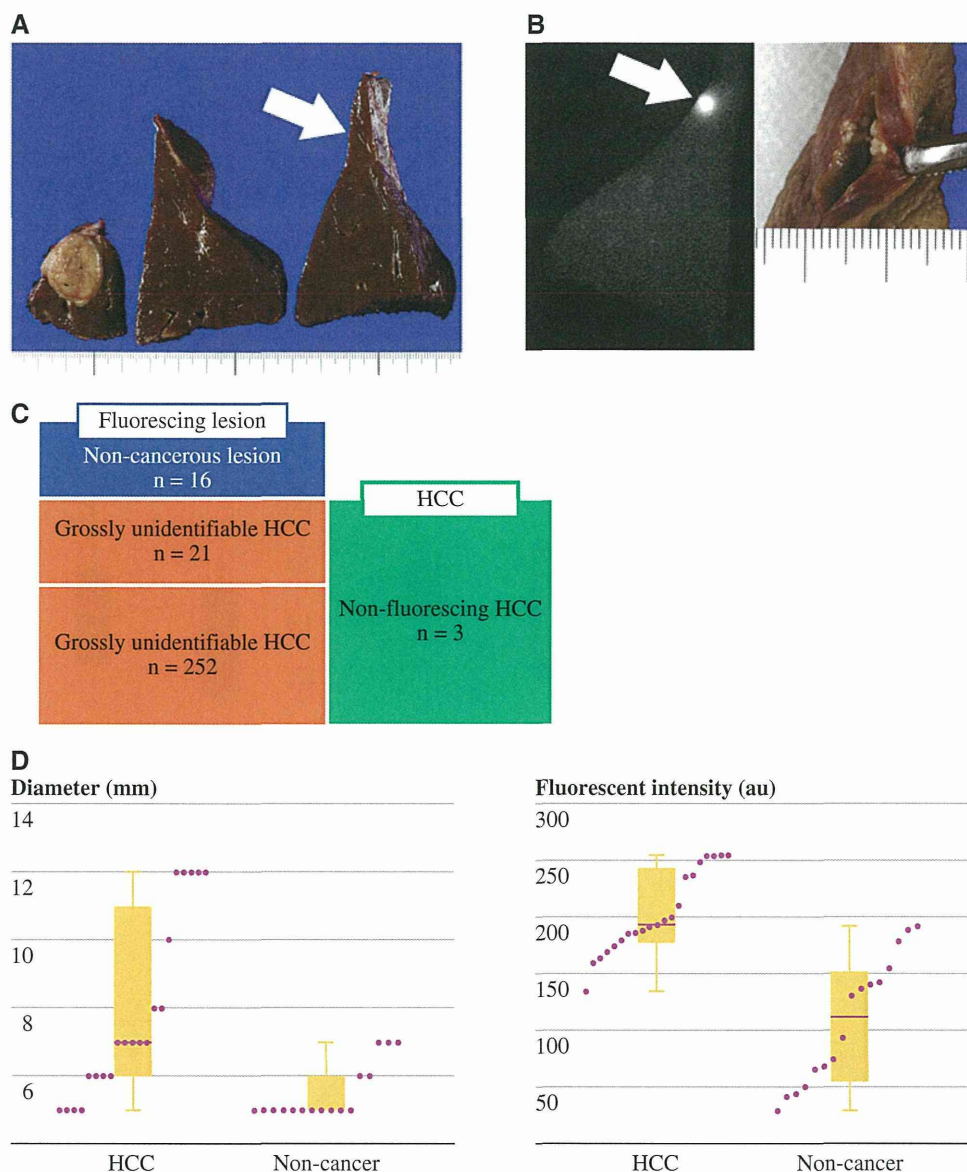 A
B
C
Fluorescing lesion
Non-cancerous lesion
n = 16
Grossly unidentifiable HCC
n = 21
Grossly unidentifiable HCC
n = 252
HCC
Non-fluorescing HCC
n = 3
D
Diameter (mm)
14
12
10
8
6
HCC
Non-cancer
Fluorescent intensity (au)
300
250
200
150
100
50
HCC
Non-cancer